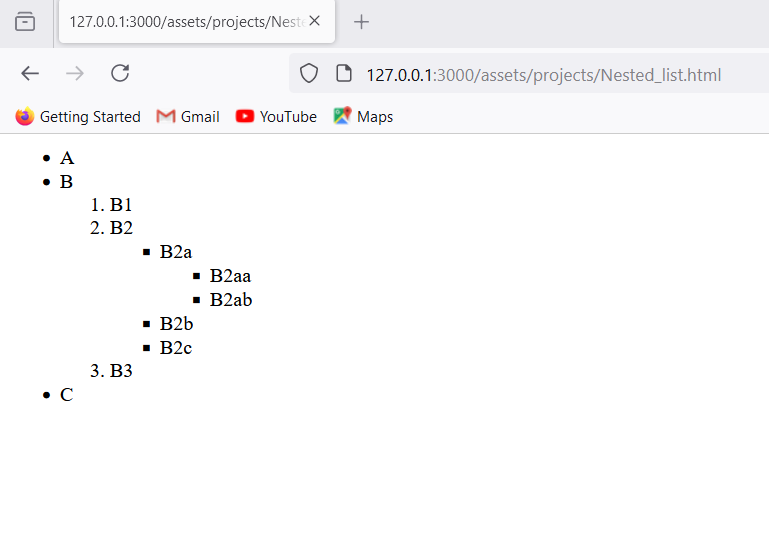 127.0.0.1:3000/assets/projects/Neste
127.0.0.1:3000/assets/projects/Nested_list.html
Getting Started Gmail YouTube Maps
• A
• B
1. B1
2. B2
▪ B2a
▪ B2aa
▪ B2ab
▪ B2b
▪ B2c
3. B3
• C